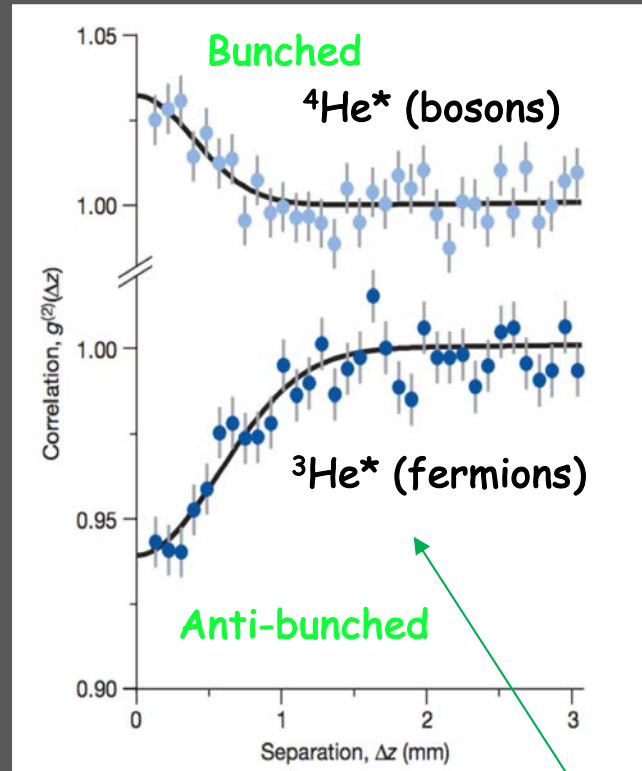 1.05
Bunched
⁴He* (bosons)
1.00
Correlation, g⁽²⁾(Δz)
1.00
³He* (fermions)
0.95
Anti-bunched
0.90
0 1 2 3
Separation, Δz (mm)